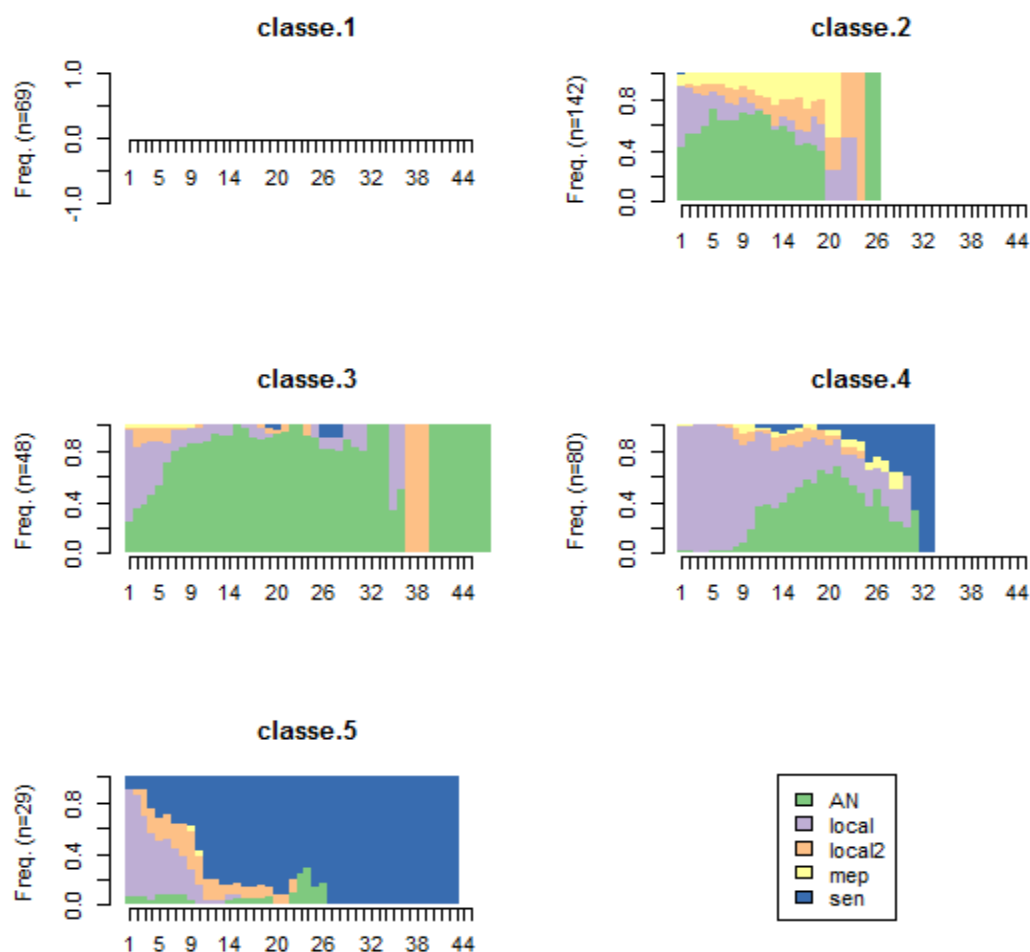 classe.1
Freq. (n=69)
1.0
0.0
-1.0
1 5 9 14 20 26 32 38 44
classe.2
Freq. (n=142)
0.8
0.4
0.0
1 5 9 14 20 26 32 38 44
classe.3
Freq. (n=48)
0.8
0.4
0.0
1 5 9 14 20 26 32 38 44
classe.4
Freq. (n=80)
0.8
0.4
0.0
1 5 9 14 20 26 32 38 44
classe.5
Freq. (n=29)
0.8
0.4
0.0
1 5 9 14 20 26 32 38 44
AN
local
local2
mep
sen